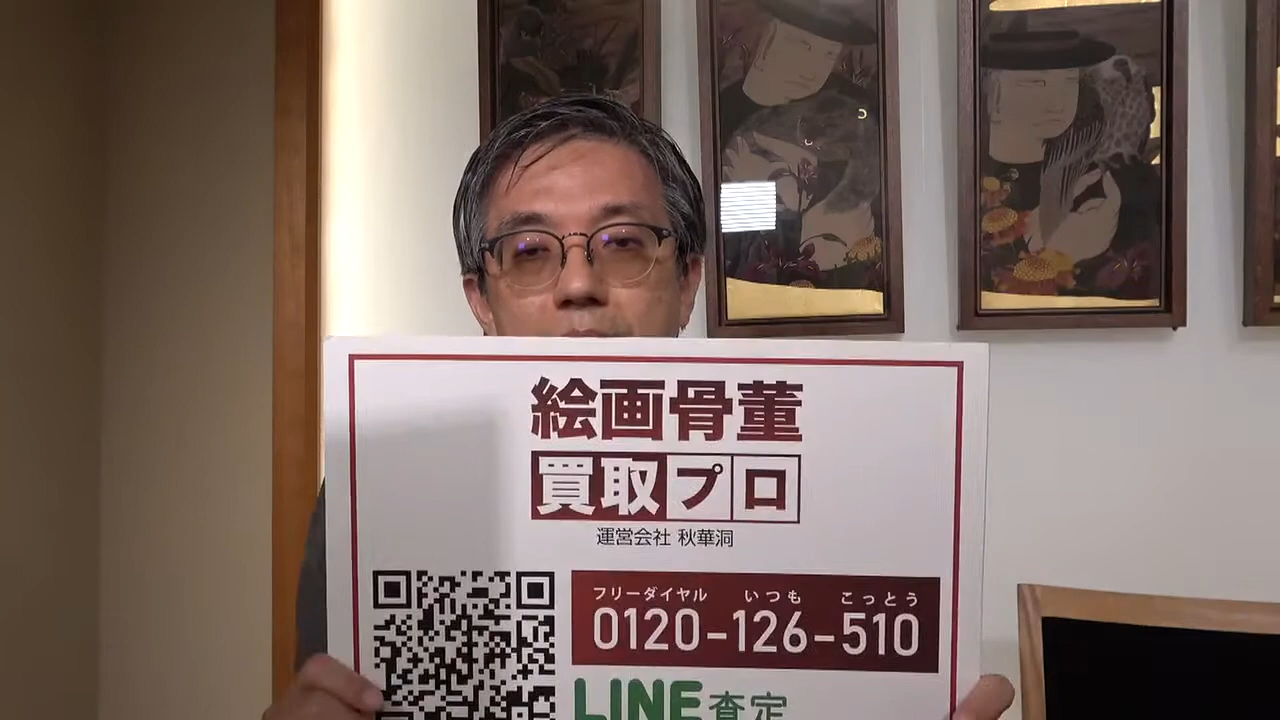 絵画骨董
買取プロ
運営会社 秋華洞
フリーダイヤル いつも こっとう
0120-126-510
LINE査定